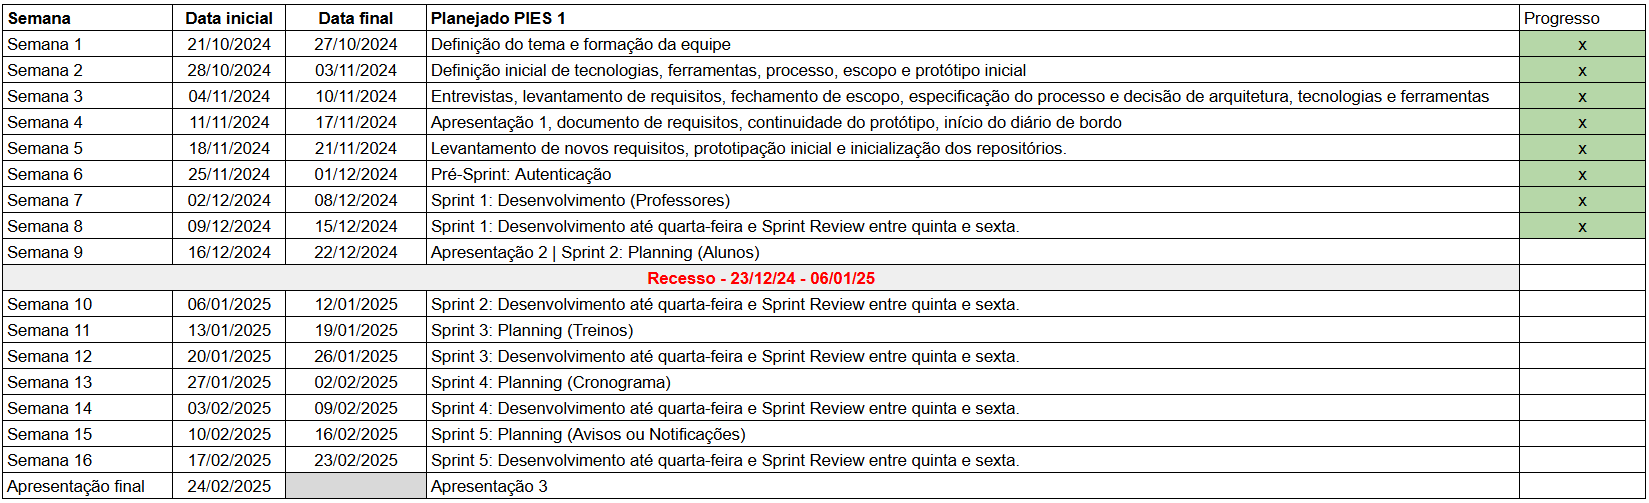 Semana Data inicial Data final Planejado PIES 1 Progresso
Semana 1 21/10/2024 27/10/2024 Definição do tema e formação da equipe x
Semana 2 28/10/2024 03/11/2024 Definição inicial de tecnologias, ferramentas, processo, escopo e protótipo inicial x
Semana 3 04/11/2024 10/11/2024 Entrevistas, levantamento de requisitos, fechamento de escopo, especificação do processo e decisão de arquitetura, tecnologias e ferramentas x
Semana 4 11/11/2024 17/11/2024 Apresentação 1, documento de requisitos, continuidade do protótipo, início do diário de bordo x
Semana 5 18/11/2024 21/11/2024 Levantamento de novos requisitos, prototipação inicial e inicialização dos repositórios. x
Semana 6 25/11/2024 01/12/2024 Pré-Sprint: Autenticação x
Semana 7 02/12/2024 08/12/2024 Sprint 1: Desenvolvimento (Professores) x
Semana 8 09/12/2024 15/12/2024 Sprint 1: Desenvolvimento até quarta-feira e Sprint Review entre quinta e sexta. x
Semana 9 16/12/2024 22/12/2024 Apresentação 2 | Sprint 2: Planning (Alunos)
Recesso - 23/12/24 - 06/01/25
Semana 10 06/01/2025 12/01/2025 Sprint 2: Desenvolvimento até quarta-feira e Sprint Review entre quinta e sexta.
Semana 11 13/01/2025 19/01/2025 Sprint 3: Planning (Treinos)
Semana 12 20/01/2025 26/01/2025 Sprint 3: Desenvolvimento até quarta-feira e Sprint Review entre quinta e sexta.
Semana 13 27/01/2025 02/02/2025 Sprint 4: Planning (Cronograma)
Semana 14 03/02/2025 09/02/2025 Sprint 4: Desenvolvimento até quarta-feira e Sprint Review entre quinta e sexta.
Semana 15 10/02/2025 16/02/2025 Sprint 5: Planning (Avisos ou Notificações)
Semana 16 17/02/2025 23/02/2025 Sprint 5: Desenvolvimento até quarta-feira e Sprint Review entre quinta e sexta.
Apresentação final 24/02/2025 Apresentação 3